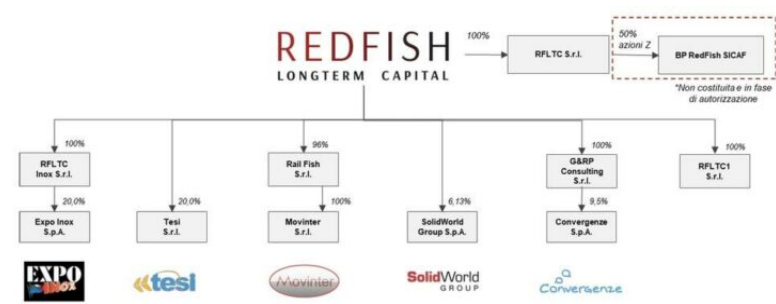 REDFISH
LONGTERM CAPITAL
100%
RFLTC S.r.l.
50%
azioni Z
BP RedFish SICAF
*Non costituita e in fase
di autorizzazione
100%
96%
100%
100%
RFLTC
Inox S.r.l.
Rail Fish
S.r.l.
G&RP
Consulting
S.r.l.
RFLTC1
S.r.l.
20,0%
20,0%
100%
6,13%
9,5%
Expo Inox
S.p.A.
Tesi
S.r.l.
Movinter
S.r.l.
SolidWorld
Group S.p.A.
Convergenze
S.p.A.
EXPO
INOX
tesi
Movinter
SolidWorld
GROUP
Convergenze